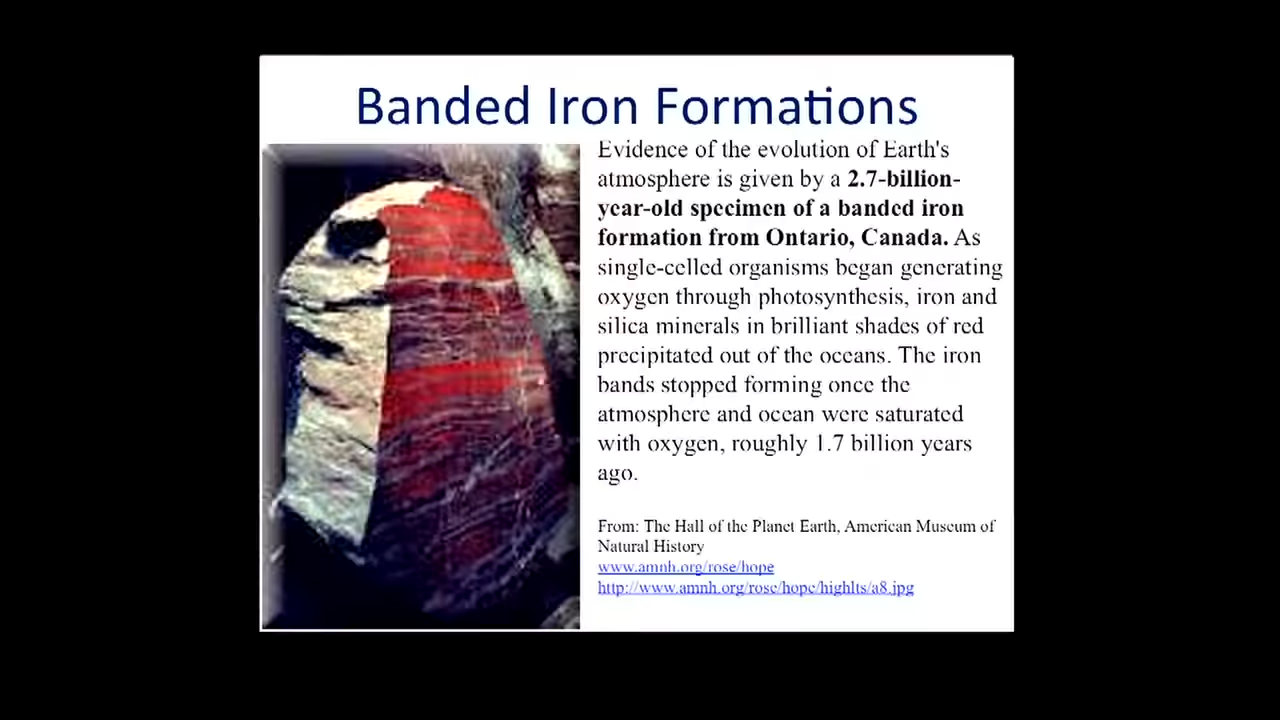 Banded Iron Formations
Evidence of the evolution of Earth's
atmosphere is given by a 2.7-billion-
year-old specimen of a banded iron
formation from Ontario, Canada. As
single-celled organisms began generating
oxygen through photosynthesis, iron and
silica minerals in brilliant shades of red
precipitated out of the oceans. The iron
bands stopped forming once the
atmosphere and ocean were saturated
with oxygen, roughly 1.7 billion years
ago.
From: The Hall of the Planet Earth, American Museum of
Natural History
www.amnh.org/rose/hope
http://www.amnh.org/rose/hope/highlts/a8.jpg